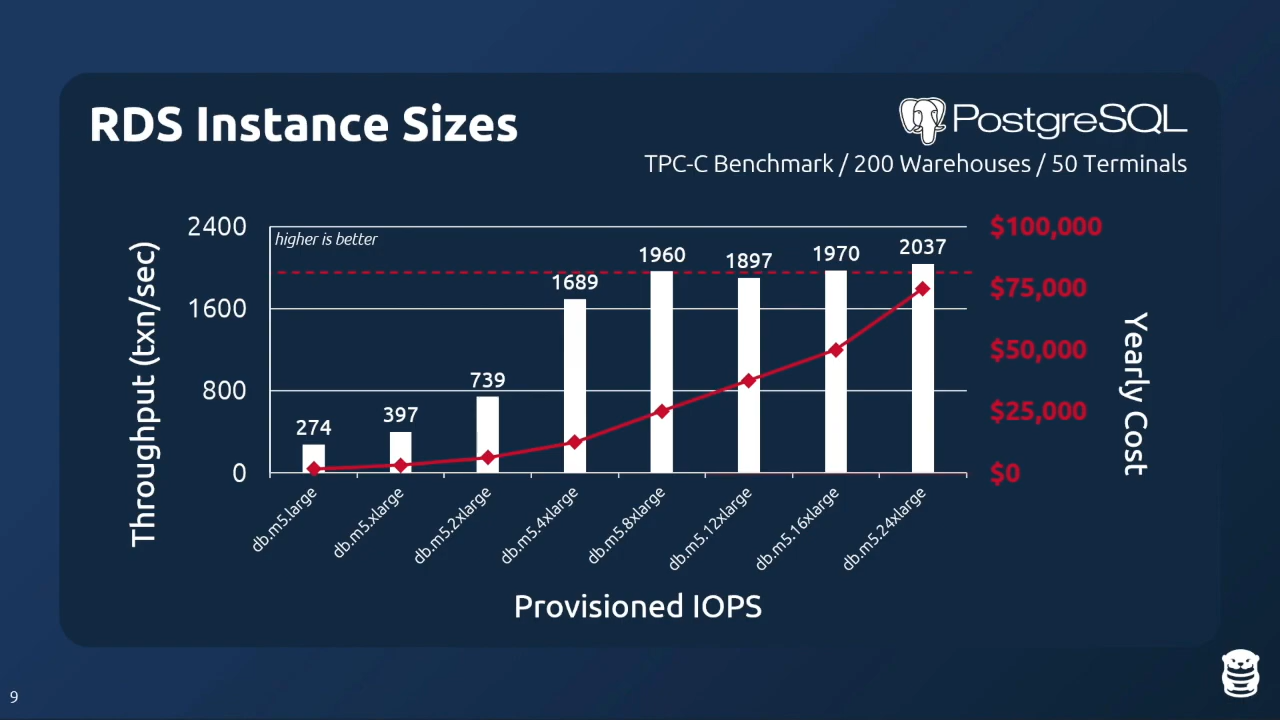 RDS Instance Sizes
PostgreSQL
TPC-C Benchmark / 200 Warehouses / 50 Terminals
Throughput (txn/sec)
2400
1600
800
0
higher is better
274
397
739
1689
1960
1897
1970
2037
$100,000
$75,000
$50,000
$25,000
$0
Yearly Cost
db.m5.large
db.m5.xlarge
db.m5.2xlarge
db.m5.4xlarge
db.m5.8xlarge
db.m5.12xlarge
db.m5.16xlarge
db.m5.24xlarge
Provisioned IOPS
9